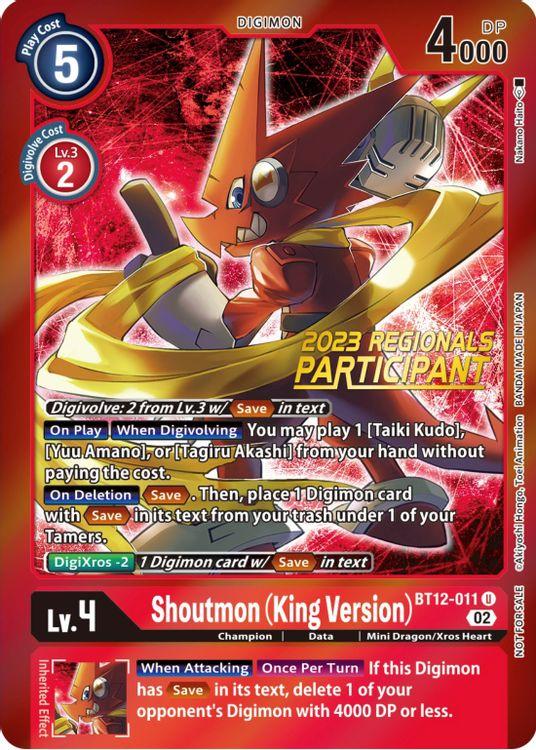 DIGIMON
Play Cost
5
DP
4000
Digivolve Cost
Lv.3
2
Nakano Haito
2023 REGIONALS
PARTICIPANT
Digivolve: 2 from Lv.3 w/ Save in text
On Play When Digivolving You may play 1 [Taiki Kudo],
[Yuu Amano], or [Tagiru Akashi] from your hand without
paying the cost.
On Deletion Save. Then, place 1 Digimon card
with Save in its text from your trash under 1 of your
Tamers.
DigiXros -2 1 Digimon card w/ Save in text
©Akiyoshi Hongo, Toei Animation BANDAI MADE IN JAPAN
NOT FOR SALE
Lv.4
Shoutmon (King Version)
BT12-011 U
02
Champion Data Mini Dragon/Xros Heart
Inherited Effect
When Attacking Once Per Turn If this Digimon
has Save in its text, delete 1 of your
opponent's Digimon with 4000 DP or less.